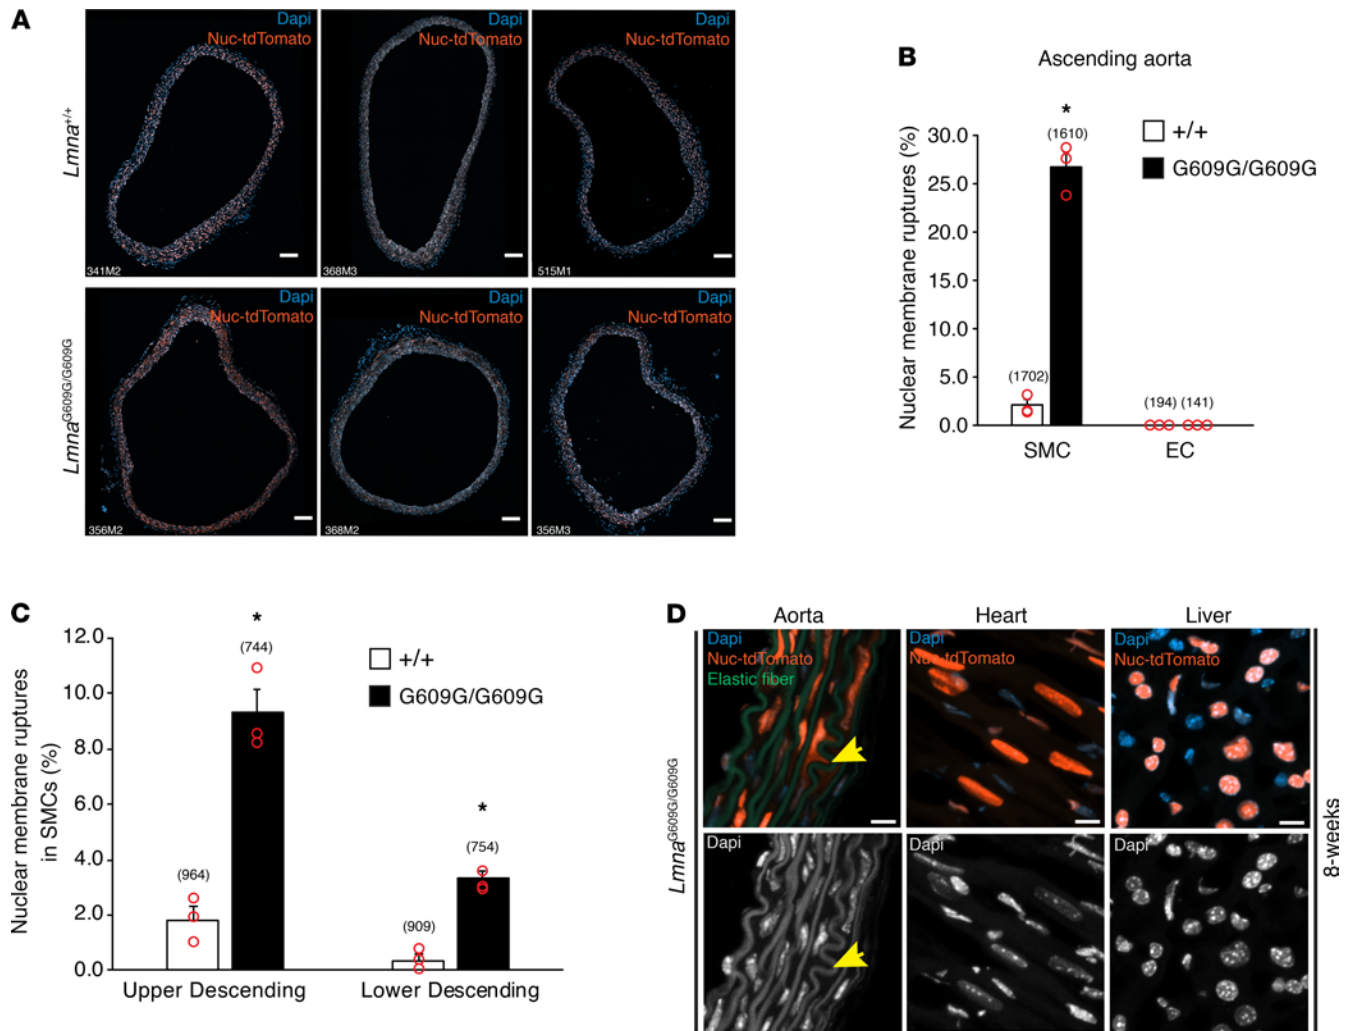 A
Dapi
Nuc-tdTomato
Dapi
Nuc-tdTomato
Dapi
Nuc-tdTomato
Lmna+/+
341M2
368M3
515M1
Dapi
Nuc-tdTomato
Dapi
Nuc-tdTomato
Dapi
Nuc-tdTomato
LmnaG609G/G609G
356M2
368M2
356M3
B
Ascending aorta
Nuclear membrane ruptures (%)
30.0
25.0
20.0
15.0
10.0
5.0
0.0
*
(1610)
(1702)
(194) (141)
SMC
EC
+/+
G609G/G609G
C
Nuclear membrane ruptures
in SMCs (%)
12.0
10.0
8.0
6.0
4.0
2.0
0.0
*
(744)
(964)
*
(754)
(909)
Upper Descending
Lower Descending
+/+
G609G/G609G
D
Aorta
Heart
Liver
Dapi
Nuc-tdTomato
Elastic fiber
Dapi
Nuc-tdTomato
Dapi
Nuc-tdTomato
LmnaG609G/G609G
8-weeks
Dapi
Dapi
Dapi